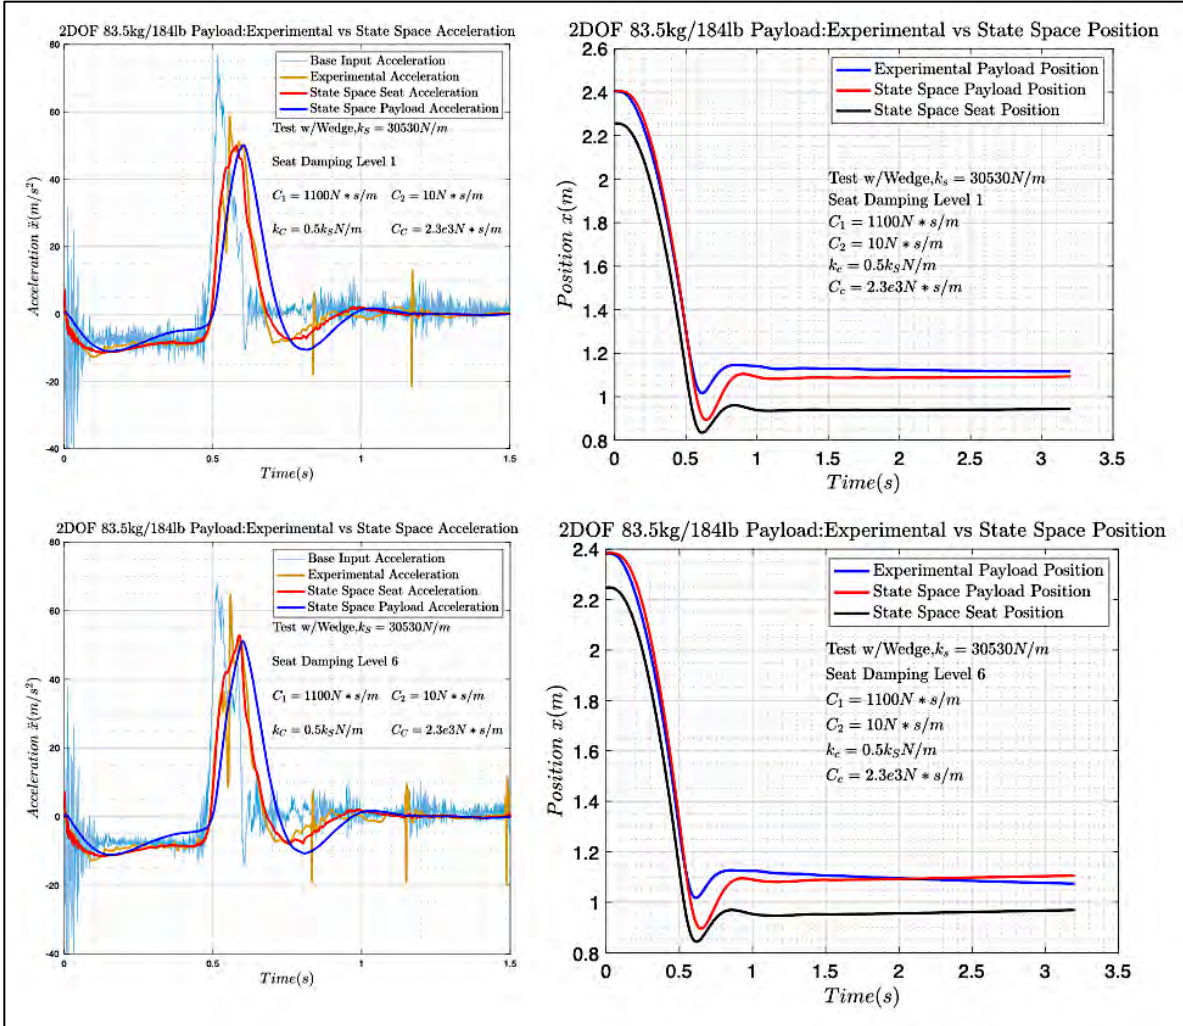 2DOF 83.5kg/184lb Payload:Experimental vs State Space Acceleration
80
60
40
20
0
-20
-40
Acceleration ẍ(m/s²)
Base Input Acceleration
Experimental Acceleration
State Space Seat Acceleration
State Space Payload Acceleration
Test w/Wedge,k_S = 30530N/m
Seat Damping Level 1
C₁ = 1100N * s/m C₂ = 10N * s/m
k_C = 0.5k_S N/m C_C = 2.3e3N * s/m
0 0.5 1 1.5
Time(s)
2DOF 83.5kg/184lb Payload:Experimental vs State Space Position
2.6
2.4
2.2
2
1.8
1.6
1.4
1.2
1
0.8
Position x(m)
Experimental Payload Position
State Space Payload Position
State Space Seat Position
Test w/Wedge,k_s = 30530N/m
Seat Damping Level 1
C₁ = 1100N * s/m
C₂ = 10N * s/m
k_c = 0.5k_S N/m
C_c = 2.3e3N * s/m
0 0.5 1 1.5 2 2.5 3 3.5
Time(s)
2DOF 83.5kg/184lb Payload:Experimental vs State Space Acceleration
80
60
40
20
0
-20
-40
Acceleration ẍ(m/s²)
Base Input Acceleration
Experimental Acceleration
State Space Seat Acceleration
State Space Payload Acceleration
Test w/Wedge,k_S = 30530N/m
Seat Damping Level 6
C₁ = 1100N * s/m C₂ = 10N * s/m
k_C = 0.5k_S N/m C_C = 2.3e3N * s/m
0 0.5 1 1.5
Time(s)
2DOF 83.5kg/184lb Payload:Experimental vs State Space Position
2.4
2.2
2
1.8
1.6
1.4
1.2
1
0.8
Position x(m)
Experimental Payload Position
State Space Payload Position
State Space Seat Position
Test w/Wedge,k_s = 30530N/m
Seat Damping Level 6
C₁ = 1100N * s/m
C₂ = 10N * s/m
k_c = 0.5k_S N/m
C_c = 2.3e3N * s/m
0 0.5 1 1.5 2 2.5 3 3.5
Time(s)